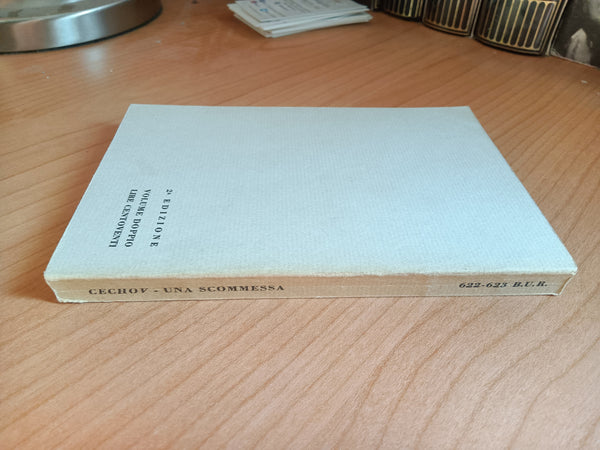 2ª EDIZIONE
VOLUME DOPPIO
LIRE CENTOVENTI
CECHOV - UNA SCOMMESSA
622-623 B.U.R.